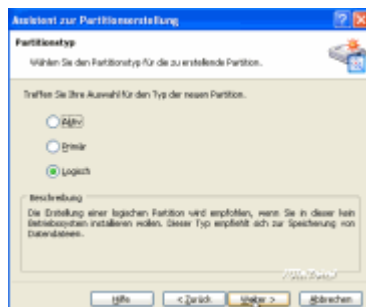 Assistent zur Partitionserstellung
Partitionstyp
Wählen Sie den Partitionstyp für die zu erstellende Partition.
Treffen Sie Ihre Auswahl für den Typ der neuen Partition.
Aktiv
Primär
Logisch
Beschreibung
Die Erstellung einer logischen Partition wird empfohlen, wenn Sie in dieser kein
Betriebssystem installieren wollen. Dieser Typ empfiehlt sich zur Speicherung von
Datendateien.
Hilfe < Zurück Weiter > Abbrechen